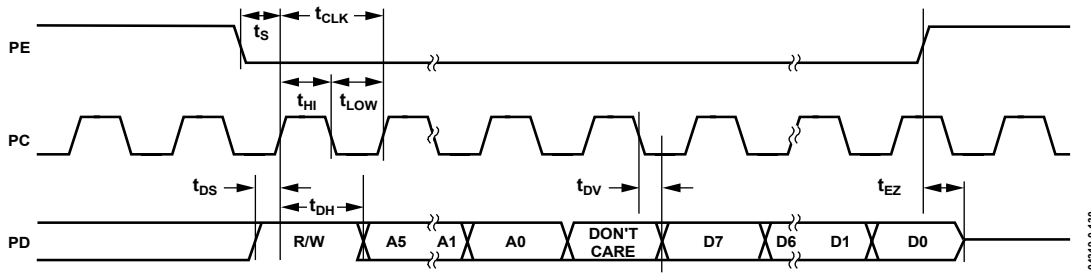 PE
tS
tCLK
tHI
tLOW
PC
tDS
tDH
tDV
tEZ
PD
R/W
A5
A1
A0
DON'T
CARE
D7
D6
D1
D0